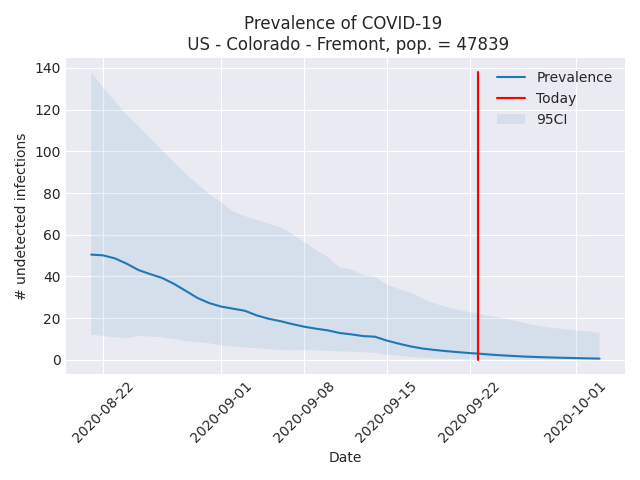 Prevalence of COVID-19
US - Colorado - Fremont, pop. = 47839
140
120
100
80
60
40
20
0
# undetected infections
Prevalence
Today
95CI
2020-08-22
2020-09-01
2020-09-08
2020-09-15
2020-09-22
2020-10-01
Date